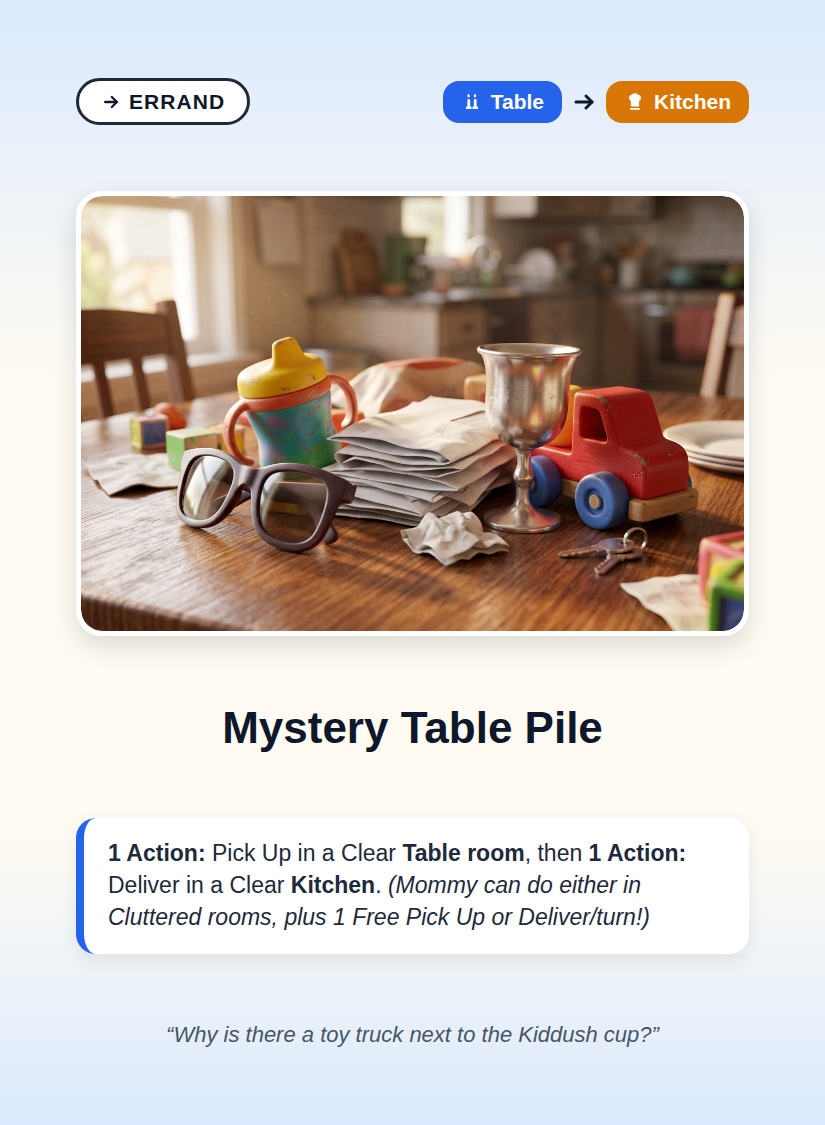 → ERRAND
Table → Kitchen
Mystery Table Pile
1 Action: Pick Up in a Clear Table room, then 1 Action:
Deliver in a Clear Kitchen. (Mommy can do either in
Cluttered rooms, plus 1 Free Pick Up or Deliver/turn!)
“Why is there a toy truck next to the Kiddush cup?”